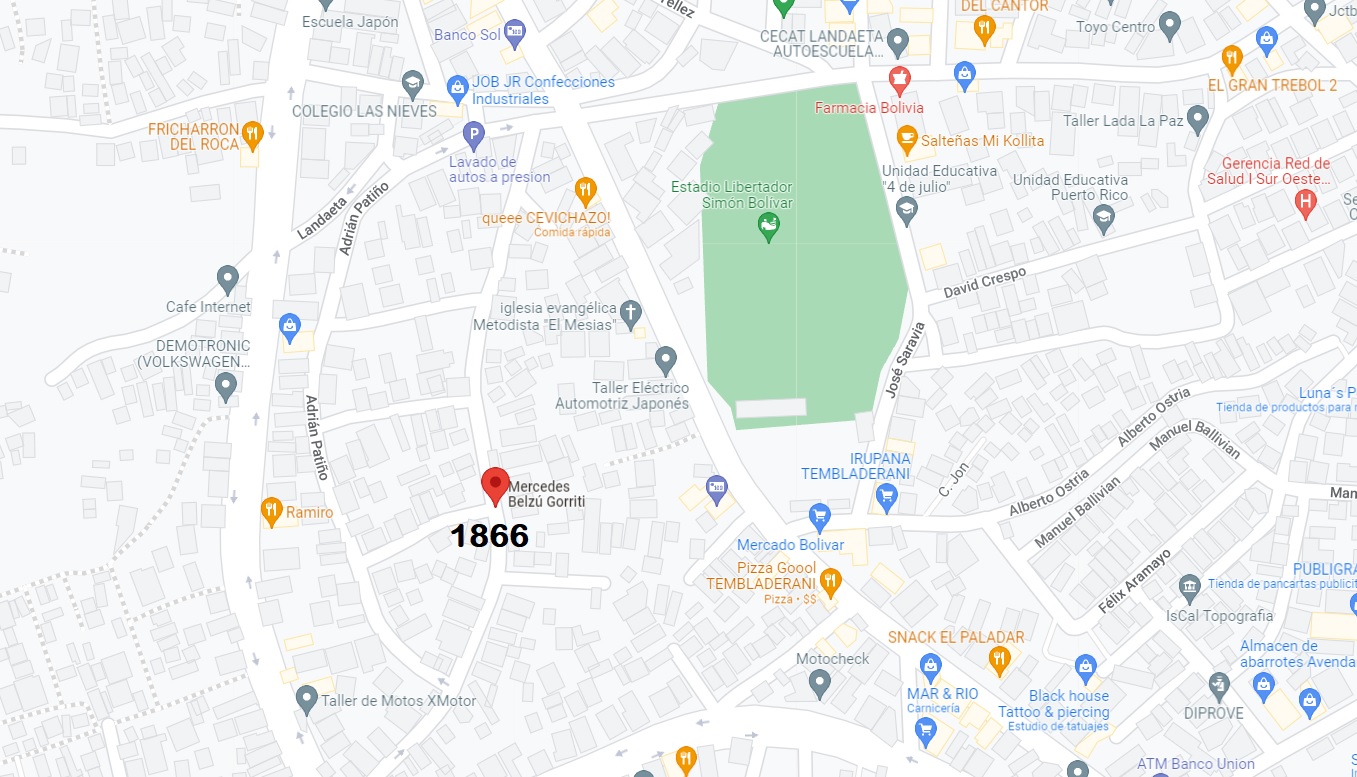 Escuela Japón
Banco Sol
JOB JR Confecciones
Industriales
COLEGIO LAS NIEVES
FRICHARRON
DEL ROCA
Lavado de
autos a presion
Landaeta
Adrián Patiño
queee CEVICHAZO!
Comida rápida
CECAT LANDAETA
AUTOESCUELA...
DEL CANTOR
Toyo Centro
EL GRAN TREBOL 2
Farmacia Bolivia
Taller Lada La Paz
Salteñas Mi Kollita
Unidad Educativa
"4 de julio"
Unidad Educativa
Puerto Rico
Gerencia Red de
Salud I Sur Oeste...
Estadio Libertador
Simón Bolívar
David Crespo
Cafe Internet
iglesia evangélica
Metodista "El Mesias"
DEMOTRONIC
(VOLKSWAGEN...
Taller Eléctrico
Automotriz Japonés
José Saravia
Adrián Patiño
Alberto Ostria
Manuel Ballivian
Luna´s P
Tienda de productos para
IRUPANA
TEMBLADERANI
C. Jon
Alberto Ostria
Manuel Ballivian
Mercedes
Belzú Gorriti
1866
Ramiro
Mercado Bolivar
Pizza Goool
TEMBLADERANI
Pizza • $$
Félix Aramayo
PUBLIGRA
Tienda de pancartas publicit
IsCal Topografia
SNACK EL PALADAR
Motocheck
Almacen de
abarrotes Avenda
Taller de Motos XMotor
MAR & RIO
Carnicería
Black house
Tattoo & piercing
Estudio de tatuajes
DIPROVE
ATM Banco Union